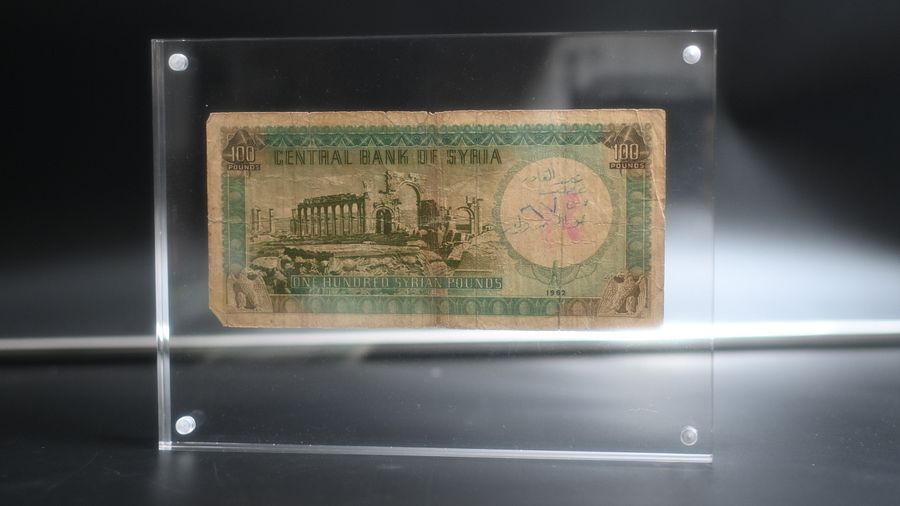 100 POUNDS
CENTRAL BANK OF SYRIA
100 POUNDS
ONE HUNDRED SYRIAN POUNDS
1962